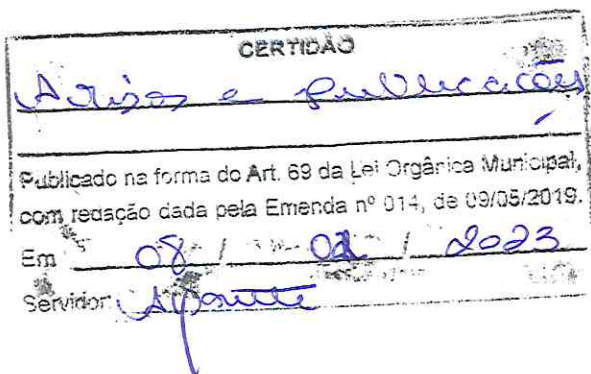 CERTIDÃO
Avisos e publicações
Publicado na forma do Art. 69 da Lei Orgânica Municipal,
com redação dada pela Emenda nº 014, de 09/05/2019.
Em 08 / / 2023
Servidor: